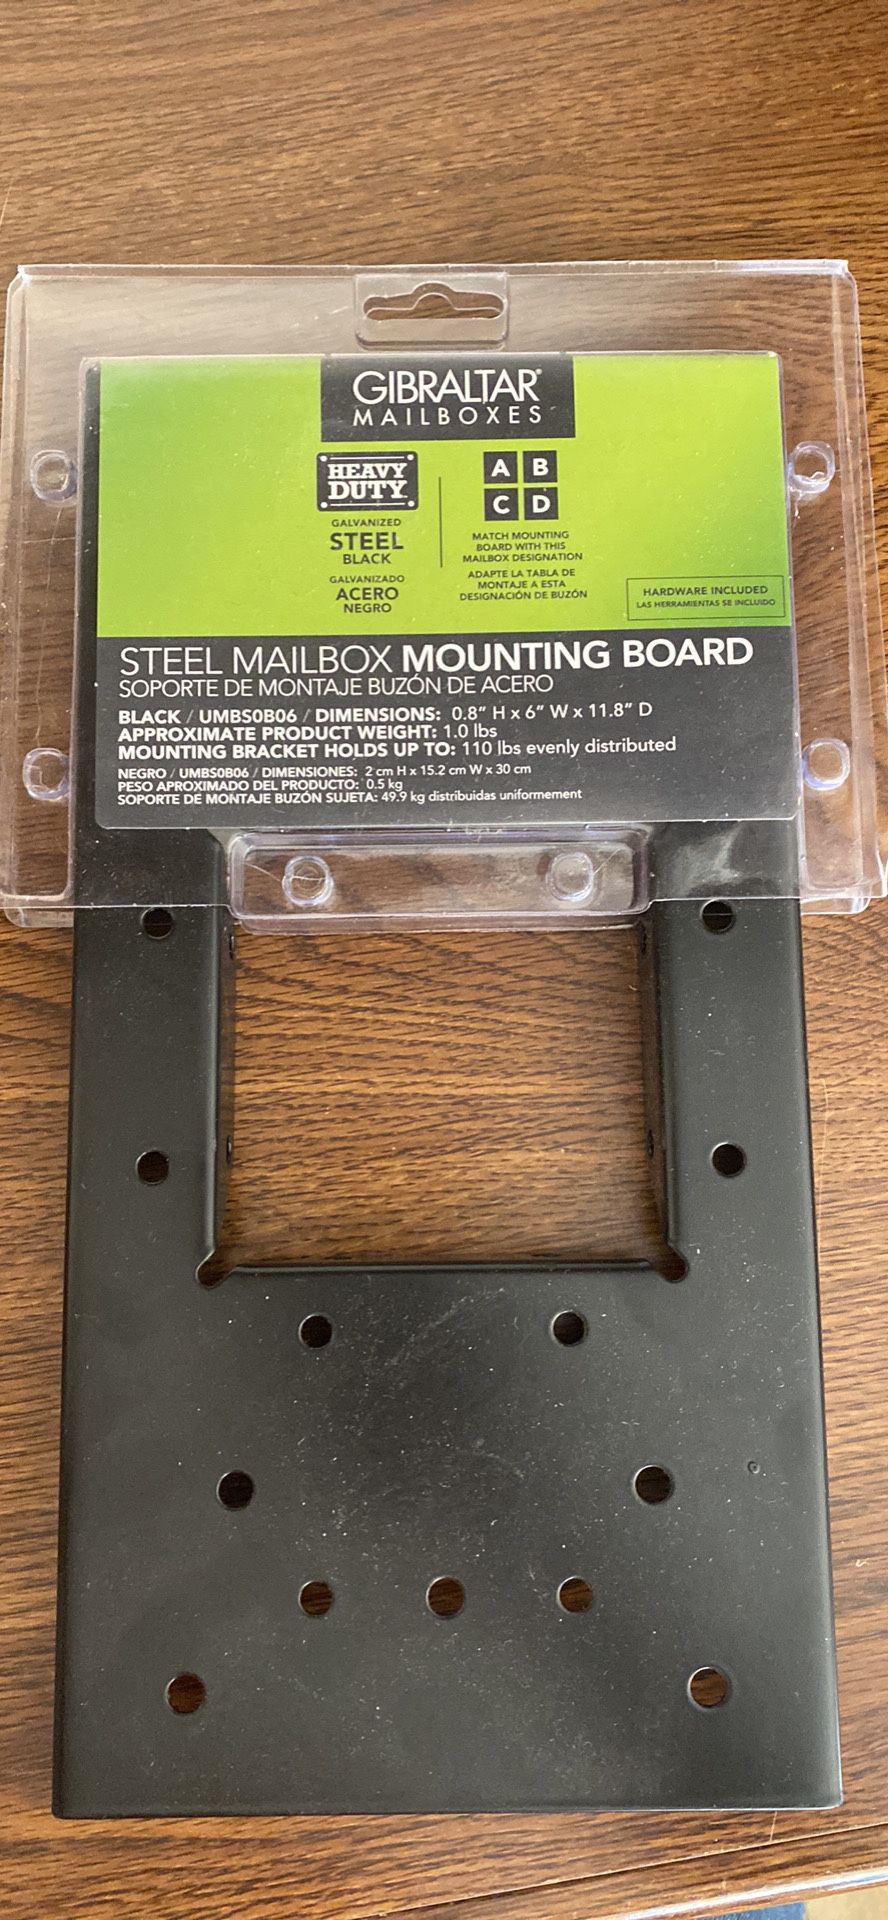 GIBRALTAR®
MAILBOXES
HEAVY
DUTY
GALVANIZED
STEEL
BLACK
GALVANIZADO
ACERO
NEGRO
A B
C D
MATCH MOUNTING
BOARD WITH THIS
MAILBOX DESIGNATION
ADAPTE LA TABLA DE
MONTAJE A ESTA
DESIGNACIÓN DE BUZÓN
HARDWARE INCLUDED
LAS HERRAMIENTAS SE INCLUIDO
STEEL MAILBOX MOUNTING BOARD
SOPORTE DE MONTAJE BUZÓN DE ACERO
BLACK / UMBS0B06 / DIMENSIONS: 0.8" H x 6" W x 11.8" D
APPROXIMATE PRODUCT WEIGHT: 1.0 lbs
MOUNTING BRACKET HOLDS UP TO: 110 lbs evenly distributed
NEGRO / UMBS0B06 / DIMENSIONES: 2 cm H x 15.2 cm W x 30 cm
PESO APROXIMADO DEL PRODUCTO: 0.5 kg
SOPORTE DE MONTAJE BUZÓN SUJETA: 49.9 kg distribuidas uniformement